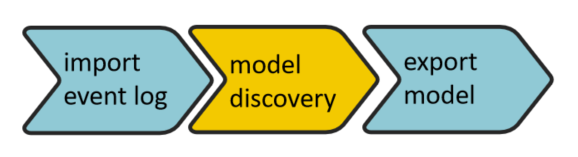 import
event log
model
discovery
export
model